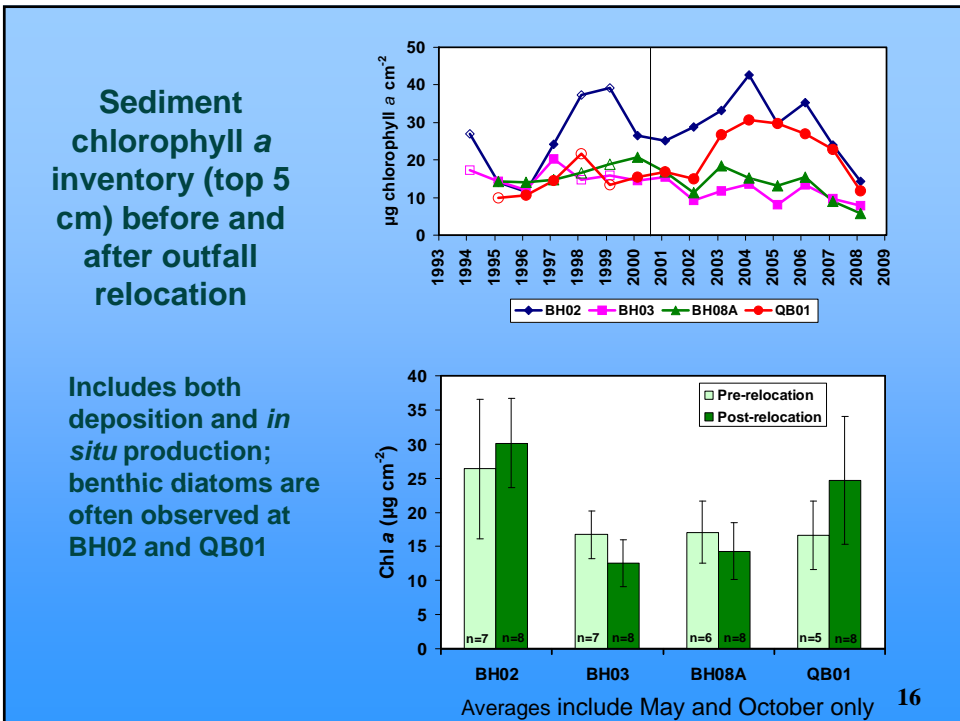 Sediment
chlorophyll a
inventory (top 5
cm) before and
after outfall
relocation
Includes both
deposition and in
situ production;
benthic diatoms are
often observed at
BH02 and QB01
µg chlorophyll a cm-2
50
40
30
20
10
0
1993
1994
1995
1996
1997
1998
1999
2000
2001
2002
2003
2004
2005
2006
2007
2008
2009
BH02 BH03 BH08A QB01
Chl a (µg cm-2)
40
35
30
25
20
15
10
5
0
Pre-relocation
Post-relocation
n=7 n=8 n=7 n=8 n=6 n=8 n=5 n=8
BH02 BH03 BH08A QB01
Averages include May and October only
16